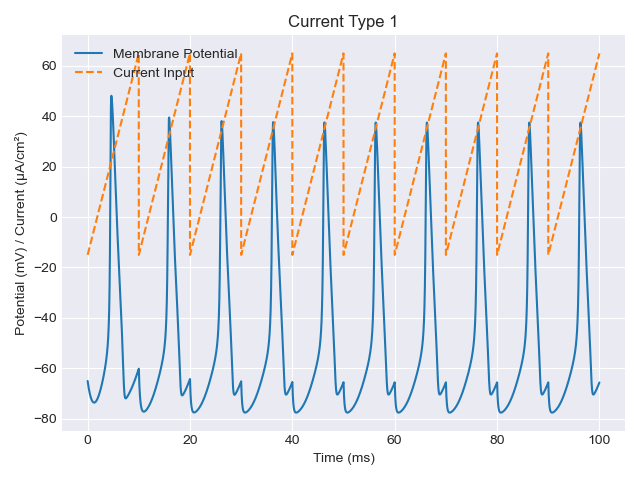 Current Type 1
Membrane Potential
Current Input
Potential (mV) / Current (µA/cm²)
60
40
20
0
−20
−40
−60
−80
0 20 40 60 80 100
Time (ms)